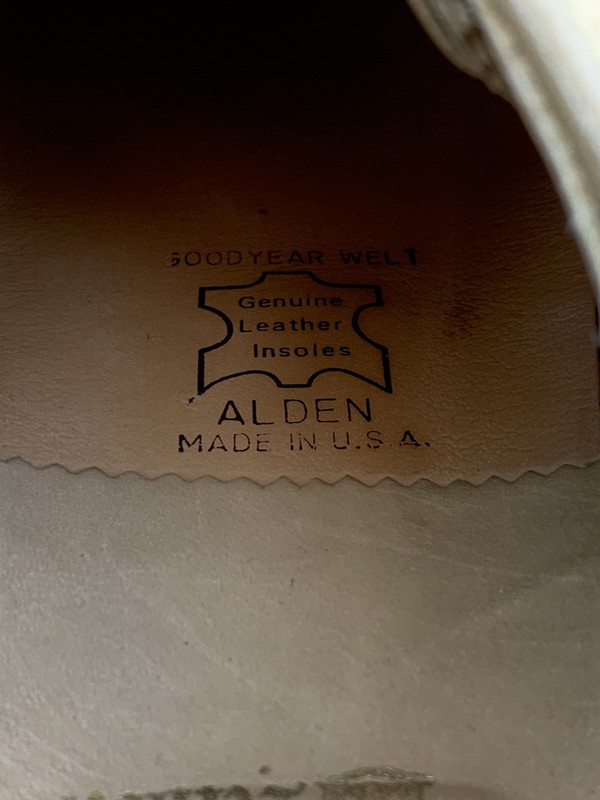 GOODYEAR WELT
Genuine
Leather
Insoles
ALDEN
MADE IN U.S.A.